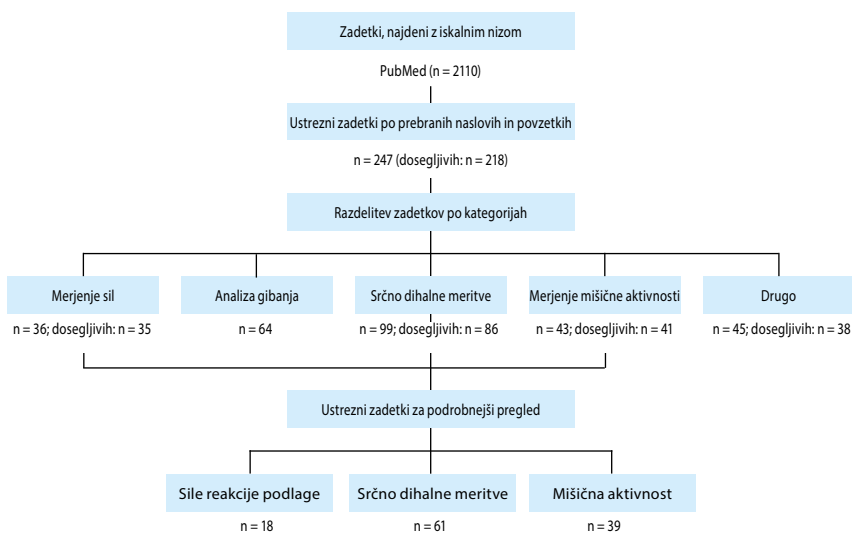 Zadetki, najdeni z iskalnim nizom
PubMed (n = 2110)
Ustrezni zadetki po prebranih naslovih in povzetkih
n = 247 (dosegljivih: n = 218)
Razdelitev zadetkov po kategorijah
Merjenje sil
n = 36; dosegljivih: n = 35
Analiza gibanja
n = 64
Srčno dihalne meritve
n = 99; dosegljivih: n = 86
Merjenje mišične aktivnosti
n = 43; dosegljivih: n = 41
Drugo
n = 45; dosegljivih: n = 38
Ustrezni zadetki za podrobnejši pregled
Sile reakcije podlage
n = 18
Srčno dihalne meritve
n = 61
Mišična aktivnost
n = 39